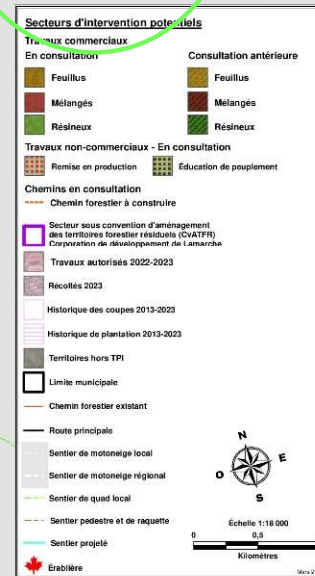 Secteurs d'intervention potentiels
Travaux commerciaux
En consultation
Consultation antérieure
Feuillus
Feuillus
Mélangés
Mélangés
Résineux
Résineux
Travaux non-commerciaux - En consultation
Remise en production
Éducation de peuplement
Chemins en consultation
Chemin forestier à construire
Secteur sous convention d'aménagement
des territoires forestier résiduels (CvATFR)
Corporation de développement de Lamarche
Travaux autorisés 2022-2023
Récoltés 2023
Historique des coupes 2013-2023
Historique de plantation 2013-2023
Territoires hors TPI
Limite municipale
Chemin forestier existant
Route principale
Sentier de motoneige local
Sentier de motoneige régional
Sentier de quad local
Sentier pedestre et de raquette
Sentier projeté
Érablière
N
E
O
S
Échelle 1:18 000
0
0,5
Kilomètres
Mars 2